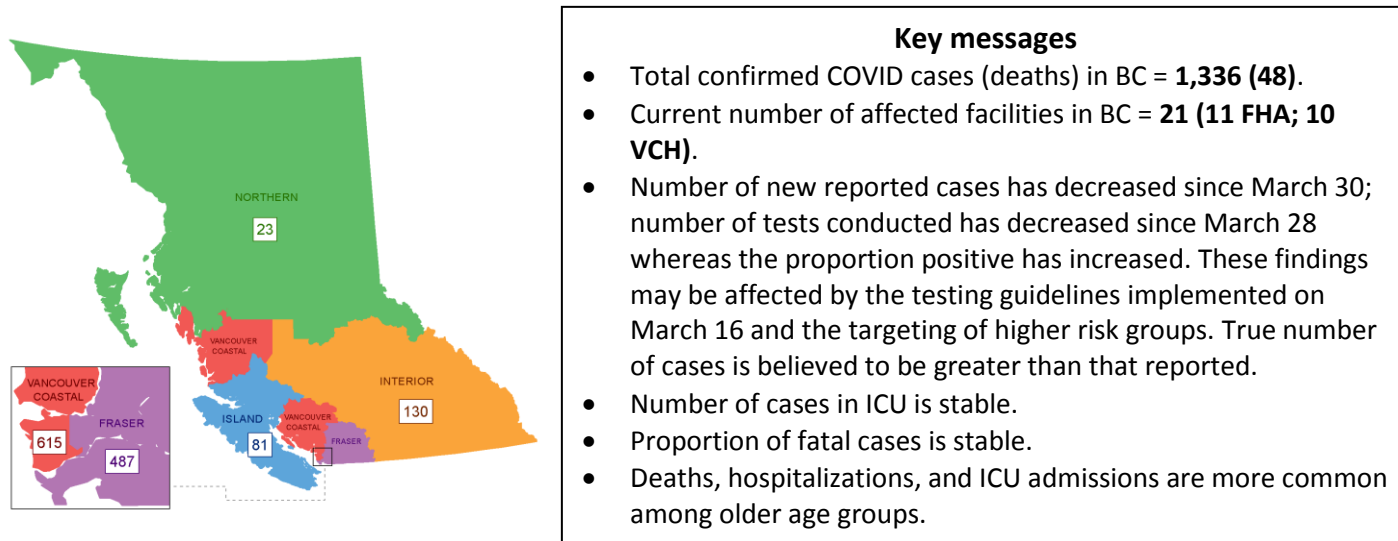 NORTHERN
23
VANCOUVER
COASTAL
INTERIOR
130
ISLAND
81
VANCOUVER
COASTAL
FRASER
VANCOUVER
COASTAL
FRASER
615
487
Key messages
• Total confirmed COVID cases (deaths) in BC = 1,336 (48).
• Current number of affected facilities in BC = 21 (11 FHA; 10
VCH).
• Number of new reported cases has decreased since March 30;
number of tests conducted has decreased since March 28
whereas the proportion positive has increased. These findings
may be affected by the testing guidelines implemented on
March 16 and the targeting of higher risk groups. True number
of cases is believed to be greater than that reported.
• Number of cases in ICU is stable.
• Proportion of fatal cases is stable.
• Deaths, hospitalizations, and ICU admissions are more common
among older age groups.